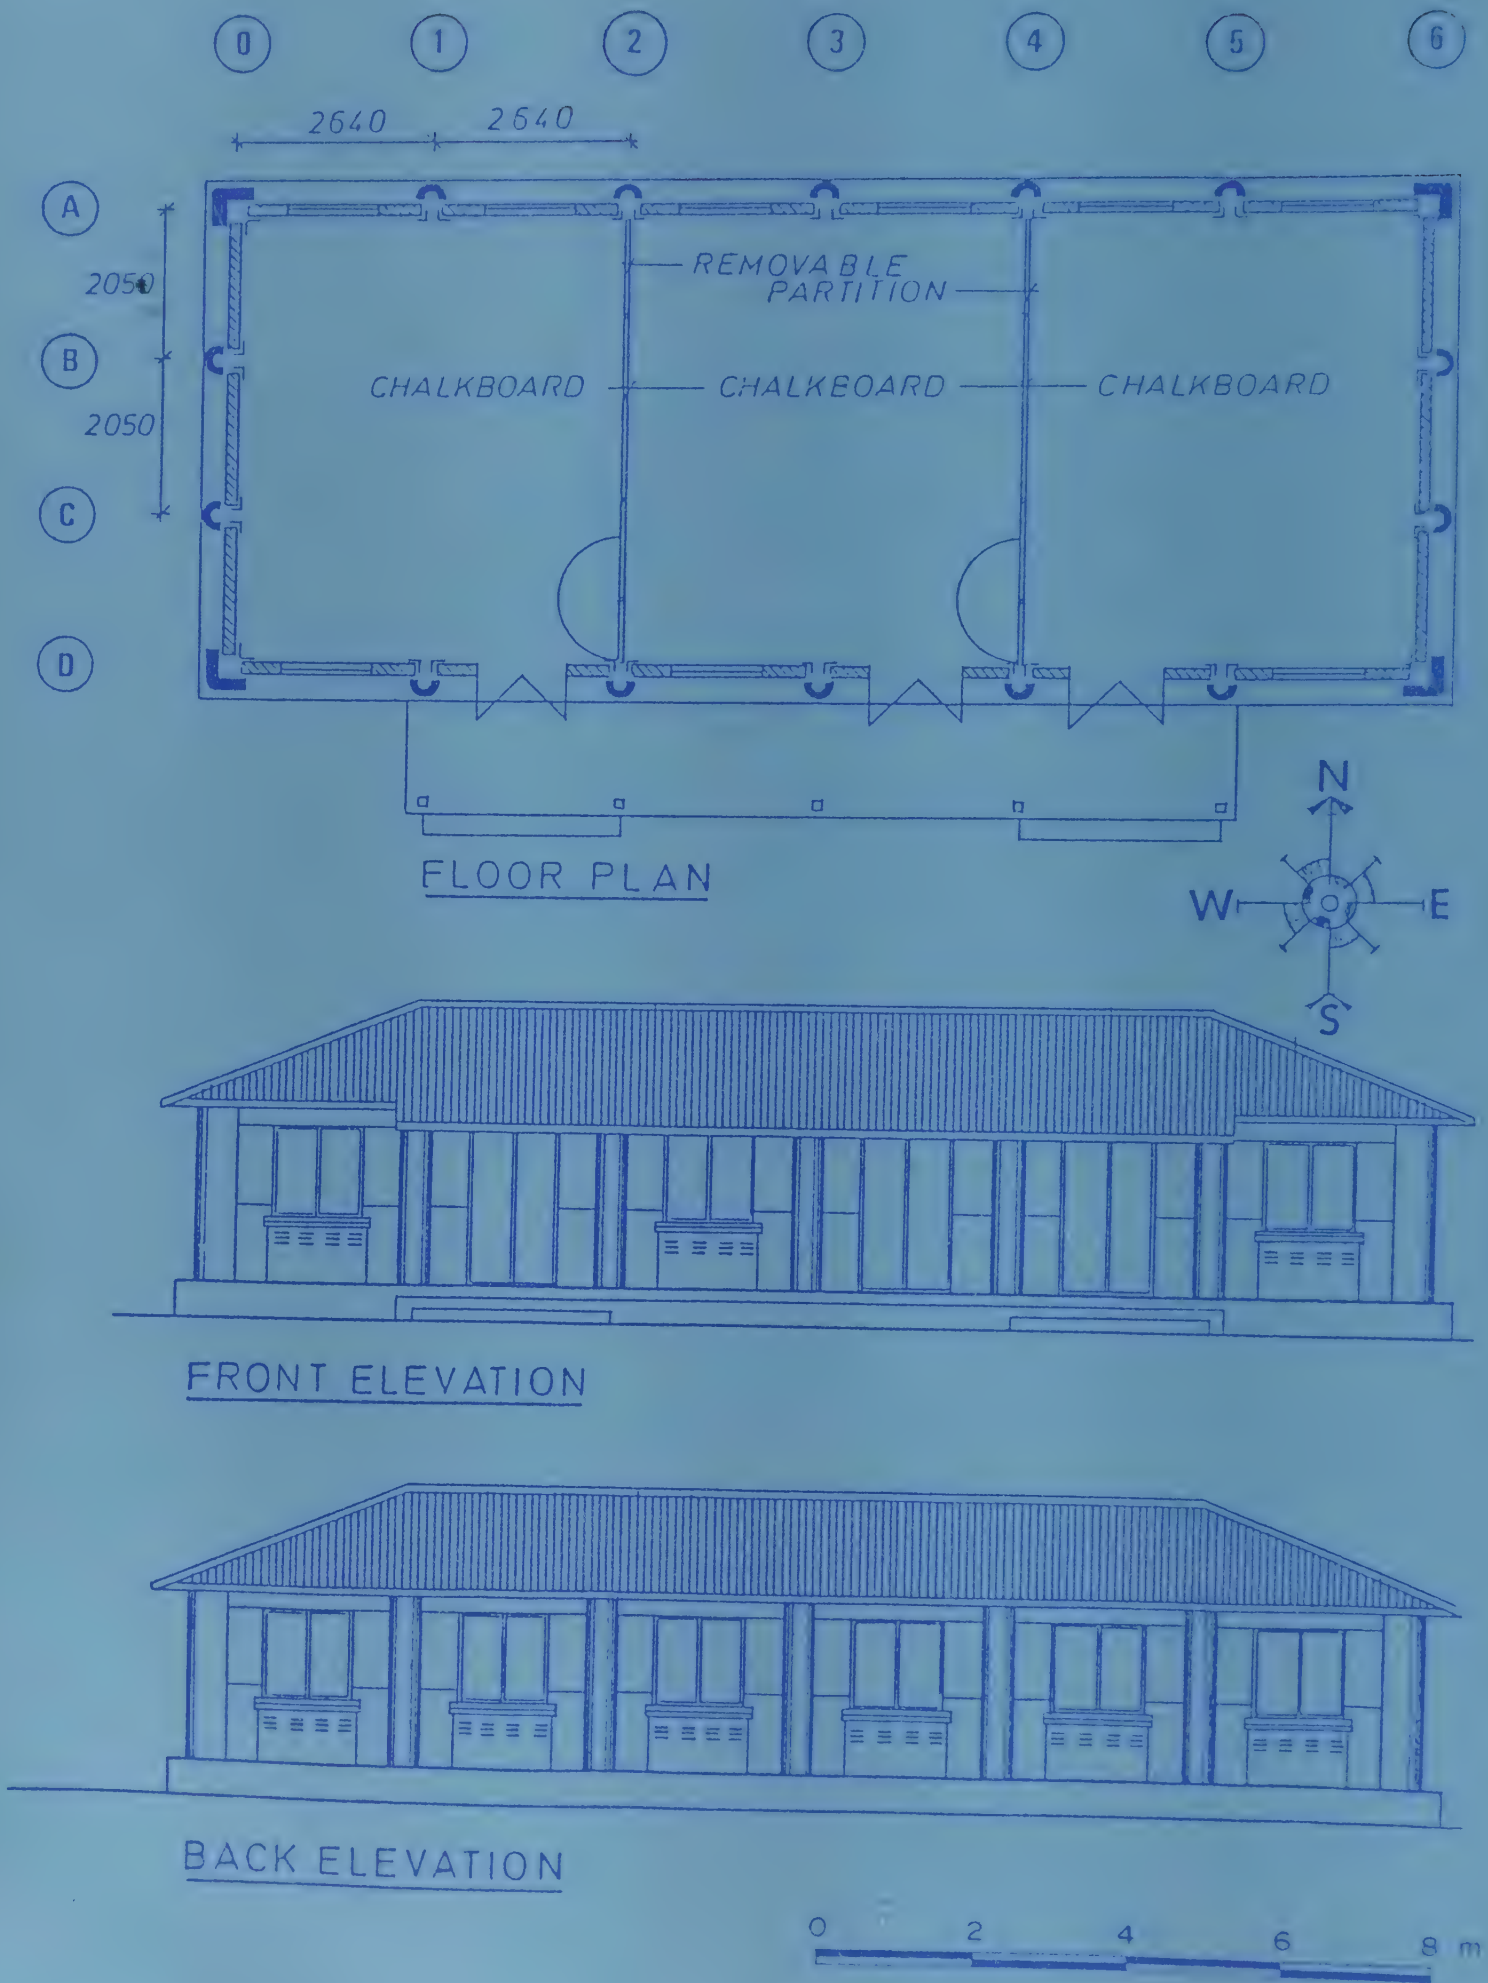 0 1 2 3 4 5 6
2640 2640
A
2050
REMOVABLE
PARTITION
B
CHALKBOARD CHALKEOARD CHALKBOARD
2050
C
D
N
FLOOR PLAN
W E
S
FRONT ELEVATION
BACK ELEVATION
0 2 4 6 8 m